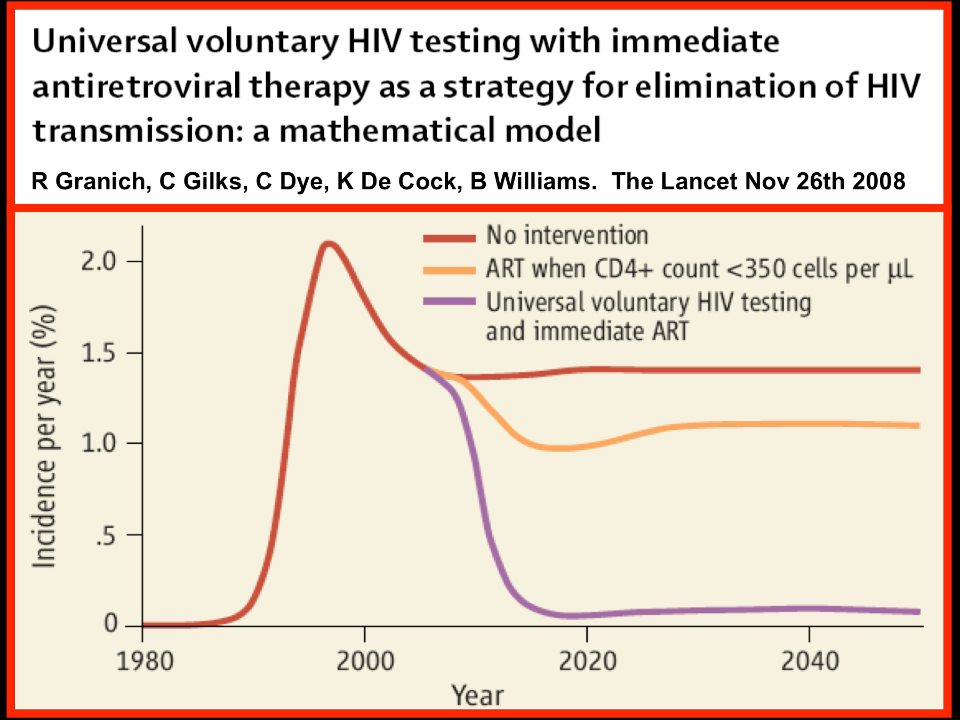 Universal voluntary HIV testing with immediate
antiretroviral therapy as a strategy for elimination of HIV
transmission: a mathematical model
R Granich, C Gilks, C Dye, K De Cock, B Williams. The Lancet Nov 26th 2008
No intervention
ART when CD4+ count <350 cells per μL
Universal voluntary HIV testing
and immediate ART
Incidence per year (%)
2.0
1.5
1.0
.5
0
1980 2000 2020 2040
Year